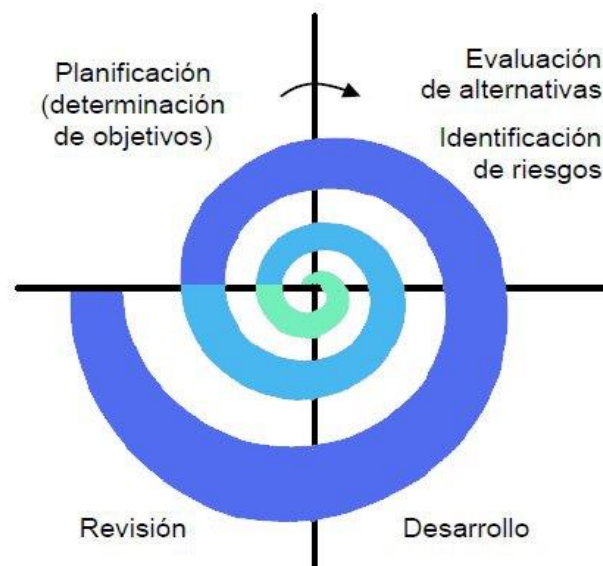 Planificación
(determinación
de objetivos)
Evaluación
de alternativas
Identificación
de riesgos
Revisión
Desarrollo